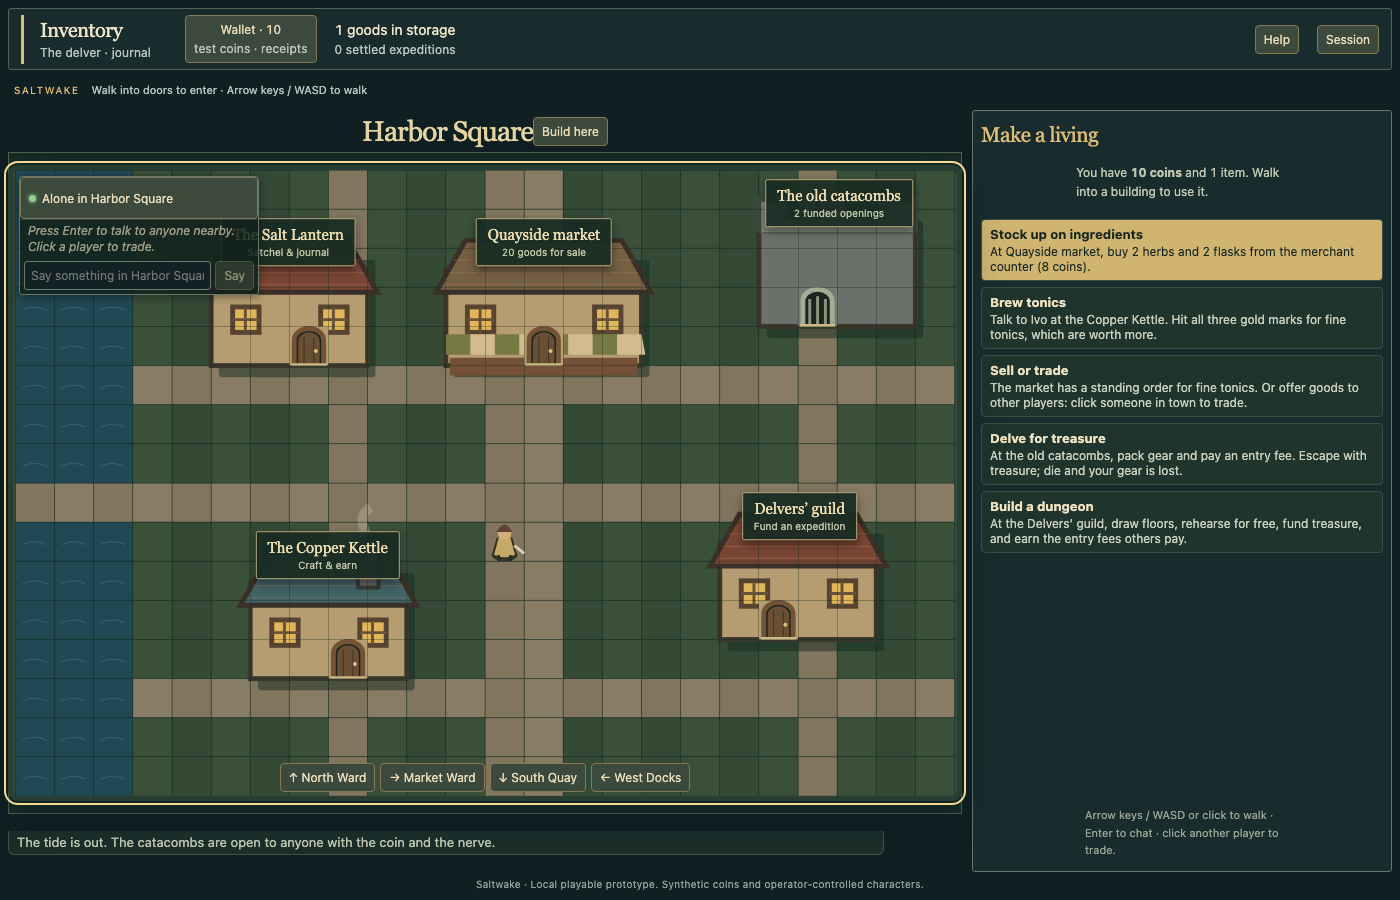 Inventory
The delver · journal
Wallet · 10
test coins · receipts
1 goods in storage
0 settled expeditions
Help
Session
SALTWAKE
Walk into doors to enter · Arrow keys / WASD to walk
Harbor Square
Build here
Alone in Harbor Square
Press Enter to talk to anyone nearby.
Click a player to trade.
Say something in Harbor Squar
Say
The Salt Lantern
Satchel & journal
Quayside market
20 goods for sale
The old catacombs
2 funded openings
The Copper Kettle
Craft & earn
Delvers’ guild
Fund an expedition
↑ North Ward
→ Market Ward
↓ South Quay
← West Docks
The tide is out. The catacombs are open to anyone with the coin and the nerve.
Make a living
You have 10 coins and 1 item. Walk
into a building to use it.
Stock up on ingredients
At Quayside market, buy 2 herbs and 2 flasks from the merchant
counter (8 coins).
Brew tonics
Talk to Ivo at the Copper Kettle. Hit all three gold marks for fine
tonics, which are worth more.
Sell or trade
The market has a standing order for fine tonics. Or offer goods to
other players: click someone in town to trade.
Delve for treasure
At the old catacombs, pack gear and pay an entry fee. Escape with
treasure; die and your gear is lost.
Build a dungeon
At the Delvers’ guild, draw floors, rehearse for free, fund treasure,
and earn the entry fees others pay.
Arrow keys / WASD or click to walk ·
Enter to chat · click another player to
trade.
Saltwake · Local playable prototype. Synthetic coins and operator-controlled characters.